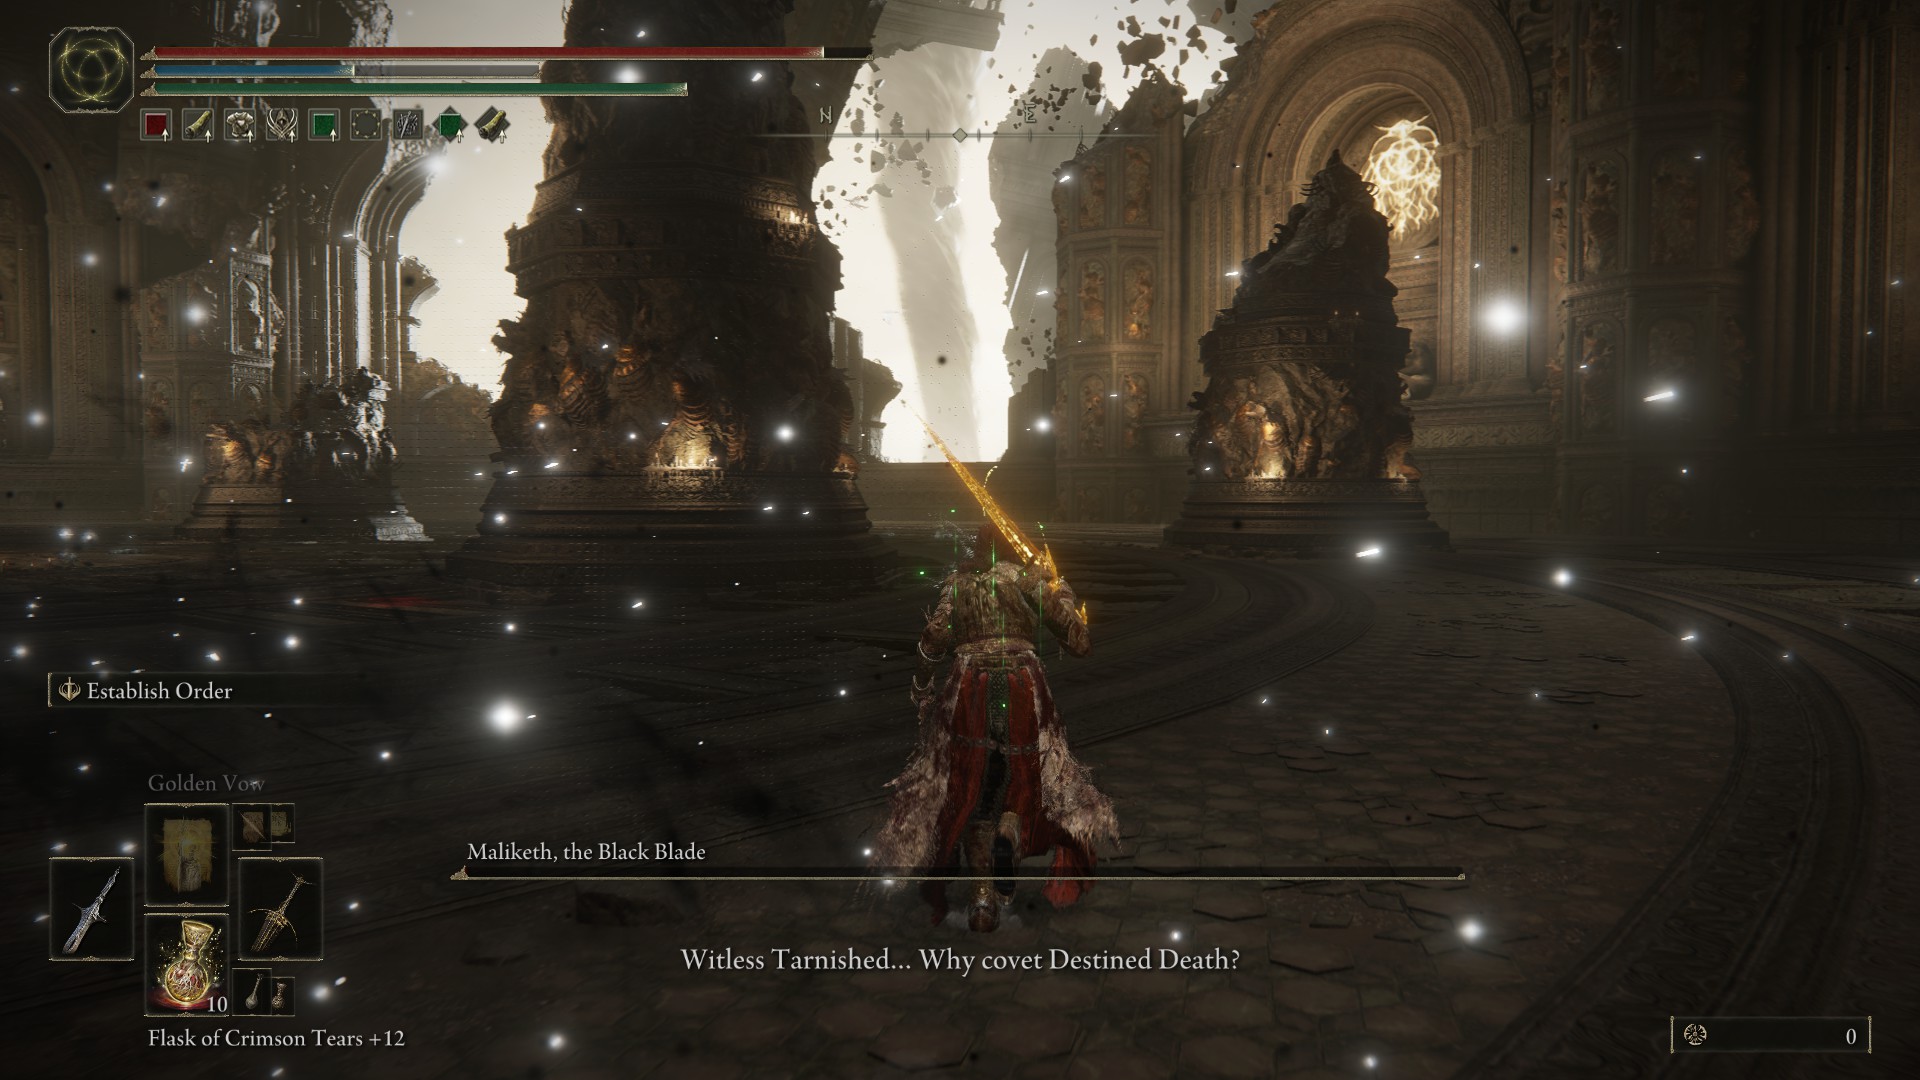 N
E
Establish Order
Golden Vow
Maliketh, the Black Blade
Witless Tarnished... Why covet Destined Death?
10
Flask of Crimson Tears +12
0